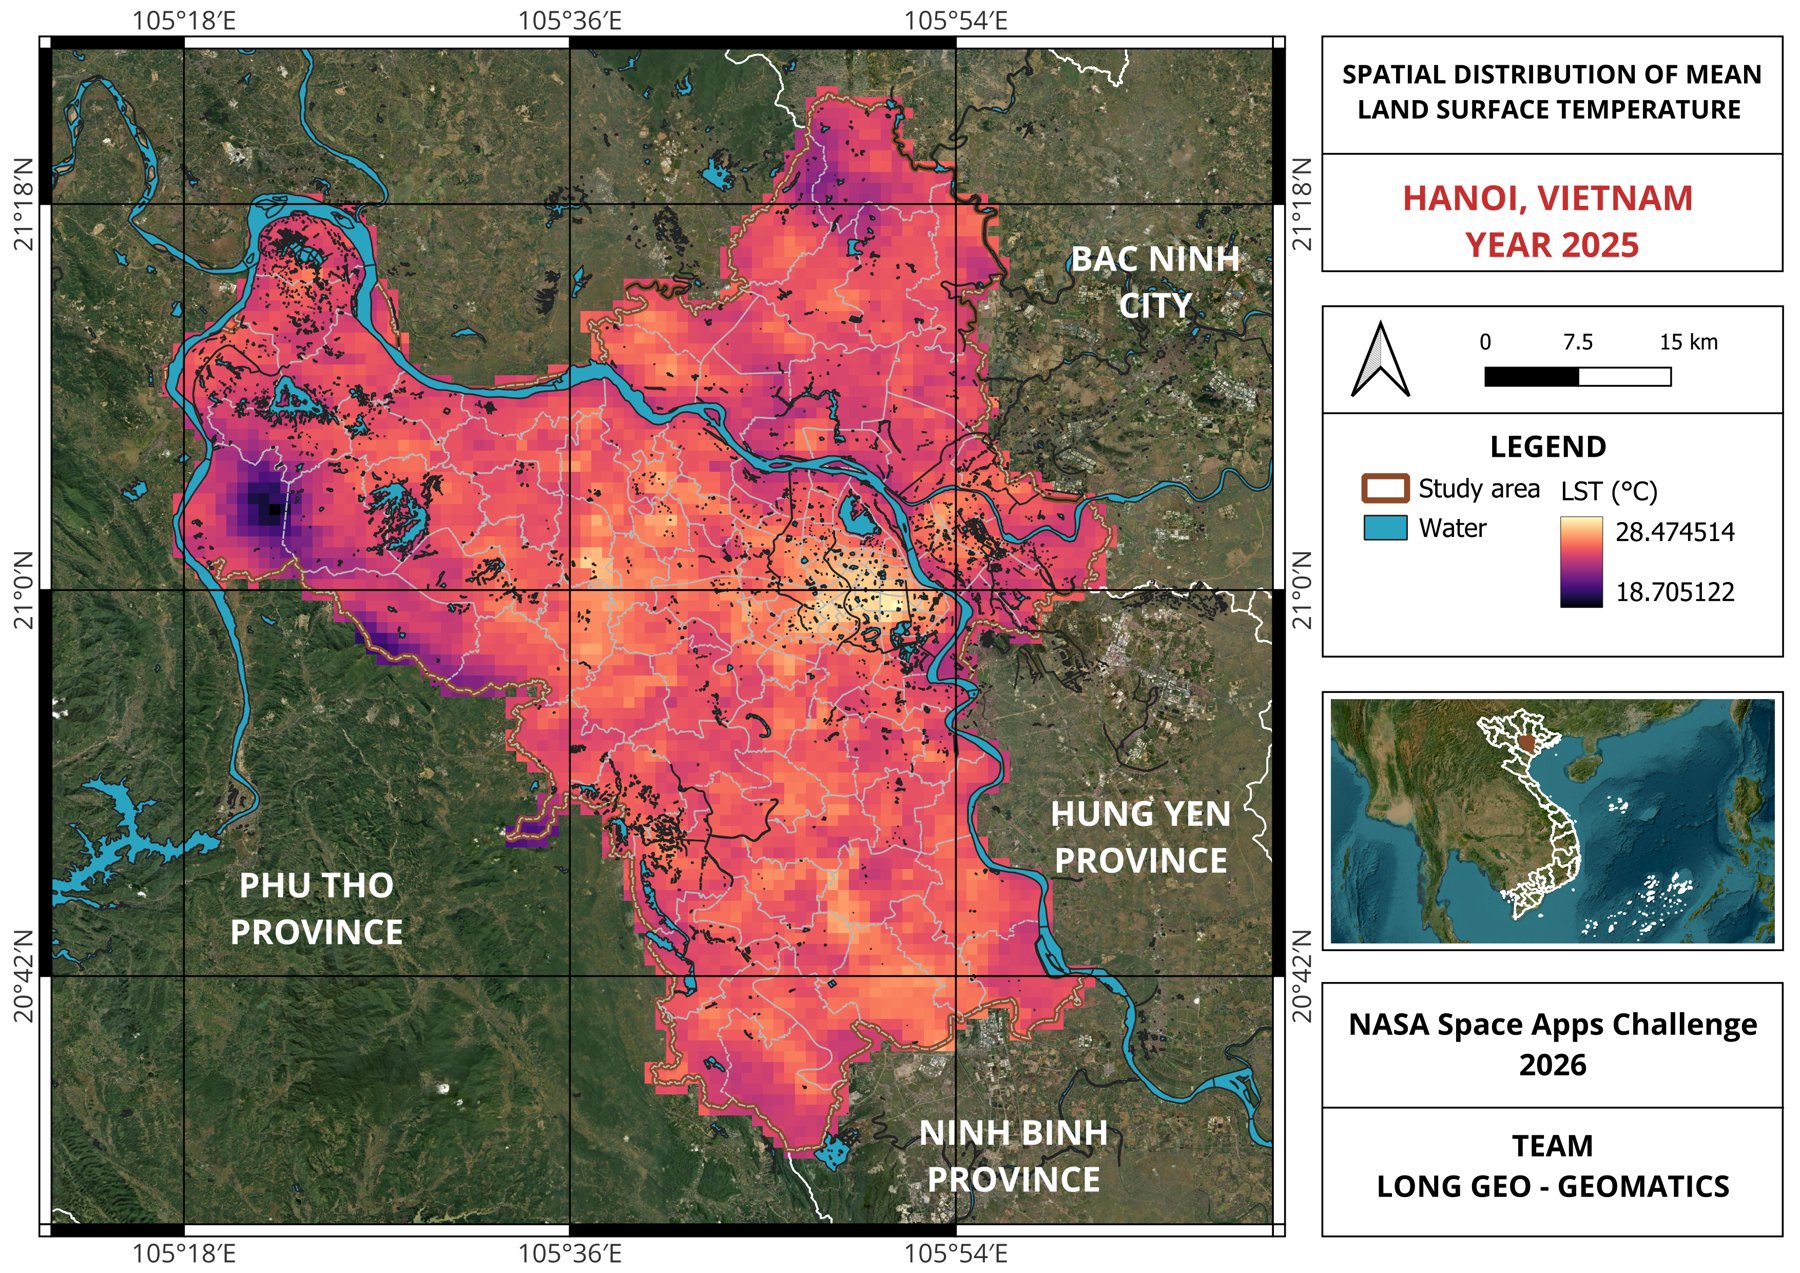 105°18′E
105°36′E
105°54′E
21°18′N
21°0′N
20°42′N
21°18′N
21°0′N
20°42′N
105°18′E
105°36′E
105°54′E
BAC NINH
CITY
HUNG YEN
PROVINCE
PHU THO
PROVINCE
NINH BINH
PROVINCE
SPATIAL DISTRIBUTION OF MEAN
LAND SURFACE TEMPERATURE
HANOI, VIETNAM
YEAR 2025
0 7.5 15 km
LEGEND
Study area
Water
LST (°C)
28.474514
18.705122
NASA Space Apps Challenge
2026
TEAM
LONG GEO - GEOMATICS